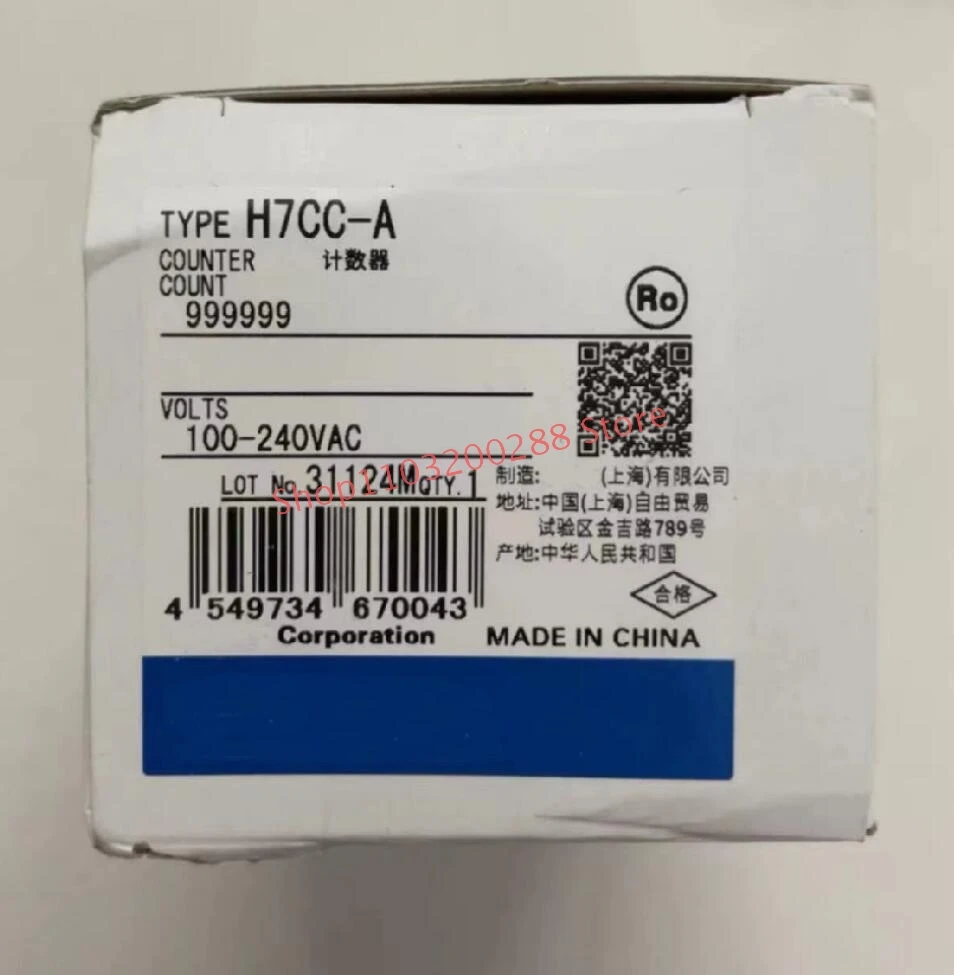 TYPE H7CC-A
COUNTER 计数器
COUNT
999999
Ro
VOLTS
100-240VAC
LOT No. 31124M QTY. 1
制造: (上海)有限公司
地址:中国(上海)自由贸易
试验区金吉路789号
产地:中华人民共和国
合格
4 549734 670043
Corporation MADE IN CHINA
Shop1103200288 Store